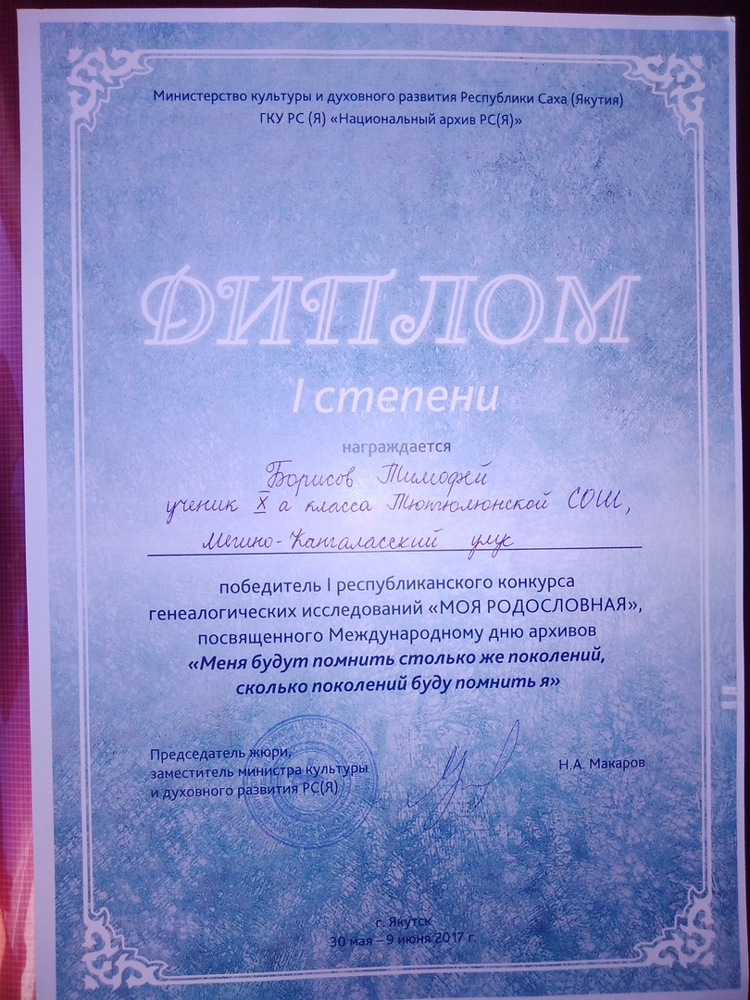 Министерство культуры и духовного развития Республики Саха (Якутия)
ГКУ РС (Я) «Национальный архив РС(Я)»
ДИПЛОМ
I степени
награждается
Борисов Тимофей
ученик X а класса Тюнгюлюнской СОШ,
Мегино-Кангаласский улус
победитель I республиканского конкурса
генеалогических исследований «МОЯ РОДОСЛОВНАЯ»,
посвященного Международному дню архивов
«Меня будут помнить столько же поколений,
сколько поколений буду помнить я»
Председатель жюри,
заместитель министра культуры
и духовного развития РС(Я)
Н.А. Макаров
г. Якутск
30 мая – 9 июня 2017 г.